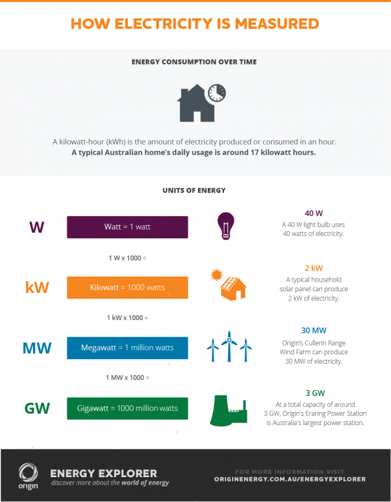 HOW ELECTRICITY IS MEASURED
ENERGY CONSUMPTION OVER TIME
A kilowatt-hour (kWh) is the amount of electricity produced or consumed in an hour.
A typical Australian home's daily usage is around 17 kilowatt hours.
UNITS OF ENERGY
W
Watt = 1 watt
40 W
A 40 W light bulb uses
40 watts of electricity.
1 W x 1000 =
kW
Kilowatt = 1000 watts
2 kW
A typical household
solar panel can produce
2 kW of electricity.
1 kW x 1000 =
MW
Megawatt = 1 million watts
30 MW
Origin's Cullerin Range
Wind Farm can produce
30 MW of electricity.
1 MW x 1000 =
GW
Gigawatt = 1000 million watts
3 GW
At a total capacity of around
3 GW, Origin's Eraring Power Station
is Australia's largest power station.
origin
ENERGY EXPLORER
discover more about the world of energy
FOR MORE INFORMATION VISIT
ORIGINENERGY.COM.AU/ENERGYEXPLORER